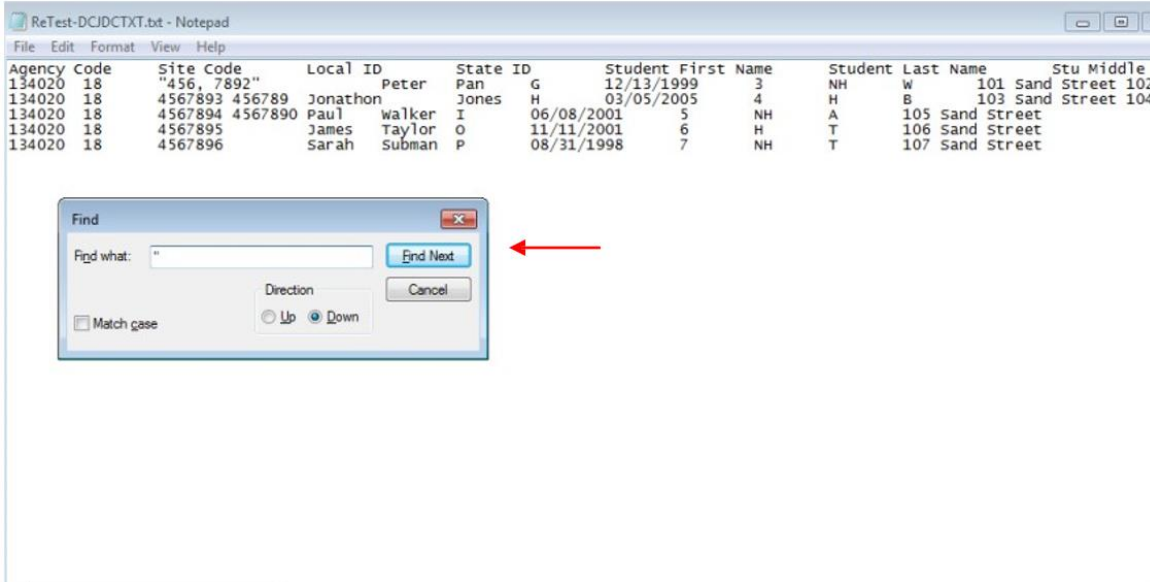 ReTest-DCJDCTXT.txt - Notepad
File Edit Format View Help
Agency Code Site Code Local ID State ID Student First Name Student Last Name Stu Middle
134020 18 "456, 7892" Peter Pan G 12/13/1999 3 NH W 101 Sand Street 102
134020 18 4567893 456789 Jonathon Jones H 03/05/2005 4 H B 103 Sand Street 104
134020 18 4567894 4567890 Paul Walker I 06/08/2001 5 NH A 105 Sand Street
134020 18 4567895 James Taylor O 11/11/2001 6 H T 106 Sand Street
134020 18 4567896 Sarah Subman P 08/31/1998 7 NH T 107 Sand Street
Find
Find what: " Find Next
Direction Cancel
Match case Up Down